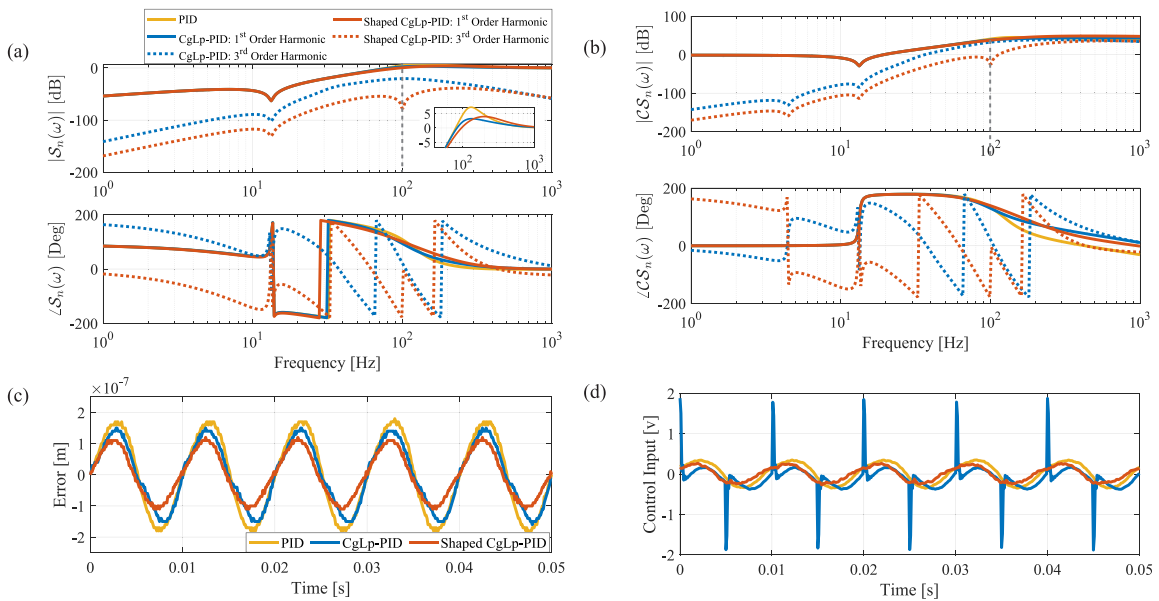 (a)
PID
CgLp-PID: 1st Order Harmonic
CgLp-PID: 3rd Order Harmonic
Shaped CgLp-PID: 1st Order Harmonic
Shaped CgLp-PID: 3rd Order Harmonic
|𝒮n(ω)| [dB]
0
-100
-200
10^0
10^1
10^2
10^3
5
0
-5
10^2
10^3
∠𝒮n(ω) [Deg]
200
0
-200
10^0
10^1
10^2
10^3
Frequency [Hz]
(b)
|𝒞𝒮n(ω)| [dB]
100
0
-100
-200
10^0
10^1
10^2
10^3
∠𝒞𝒮n(ω) [Deg]
200
0
-200
10^0
10^1
10^2
10^3
Frequency [Hz]
(c)
×10^-7
Error [m]
2
1
0
-1
-2
PID
CgLp-PID
Shaped CgLp-PID
0
0.01
0.02
0.03
0.04
0.05
Time [s]
(d)
Control Input [v]
2
1
0
-1
-2
0
0.01
0.02
0.03
0.04
0.05
Time [s]